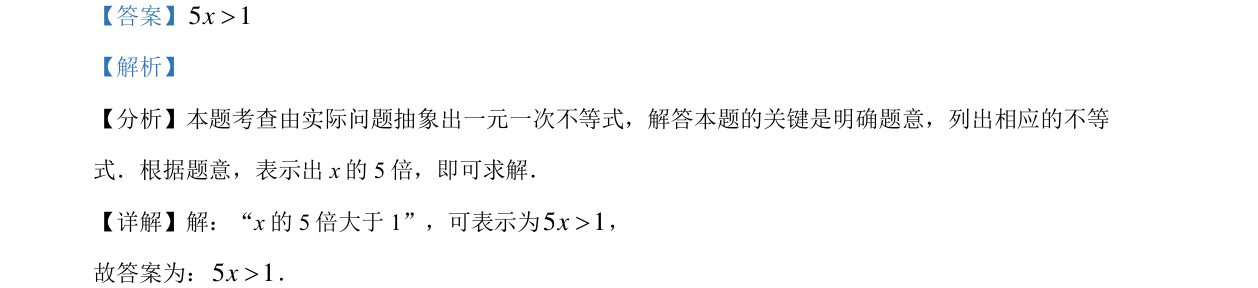 【答案】5x>1
【解析】
【分析】本题考查由实际问题抽象出一元一次不等式，解答本题的关键是明确题意，列出相应的不等
式．根据题意，表示出 x 的 5 倍，即可求解．
【详解】解：“x 的 5 倍大于 1”，可表示为5x>1，
故答案为：5x>1．